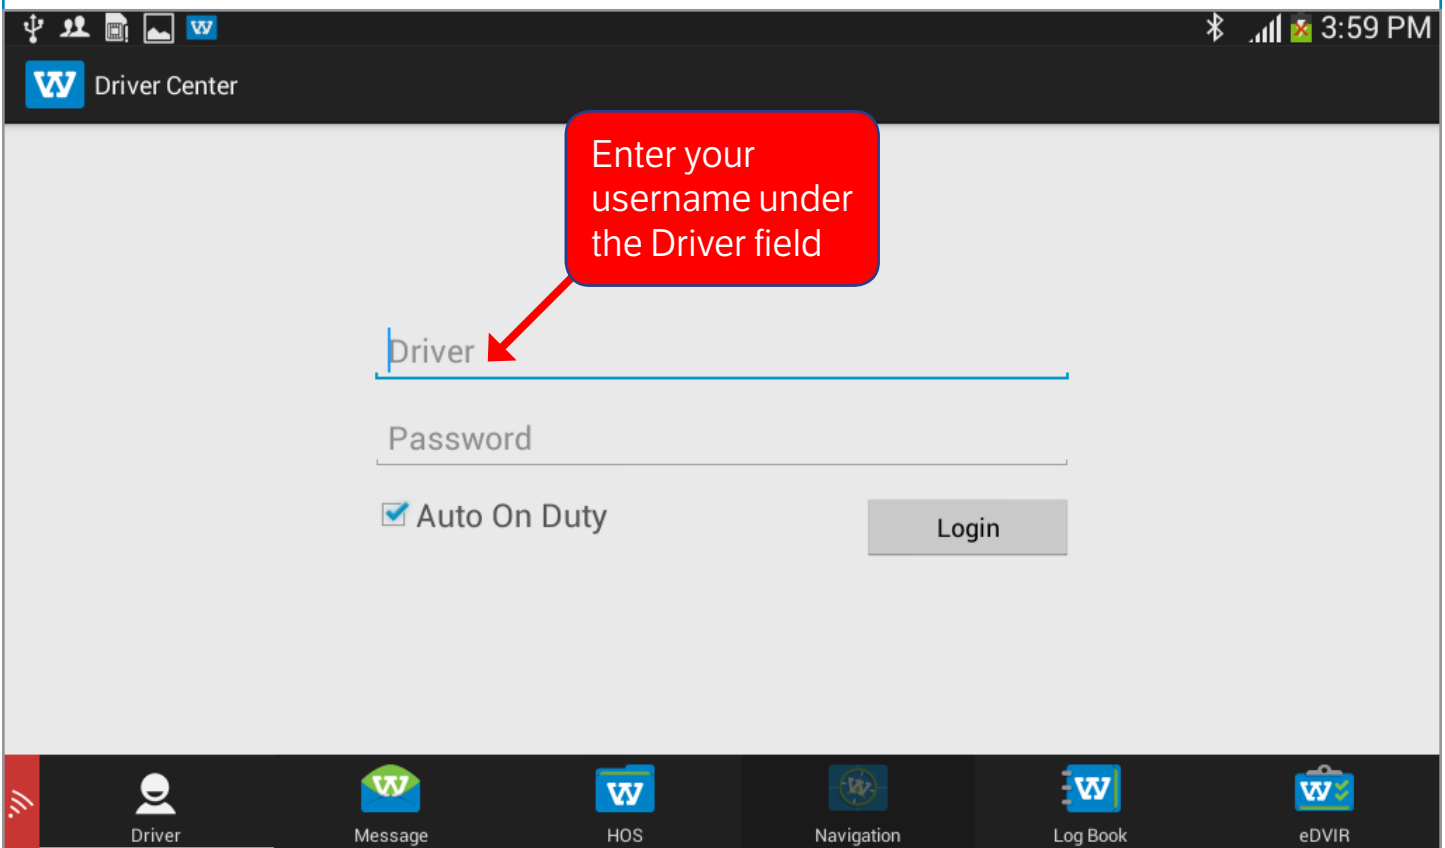 W
3:59 PM
W Driver Center
Enter your
username under
the Driver field
Driver
Password
Auto On Duty
Login
W W W W W
Driver Message HOS Navigation Log Book eDVIR